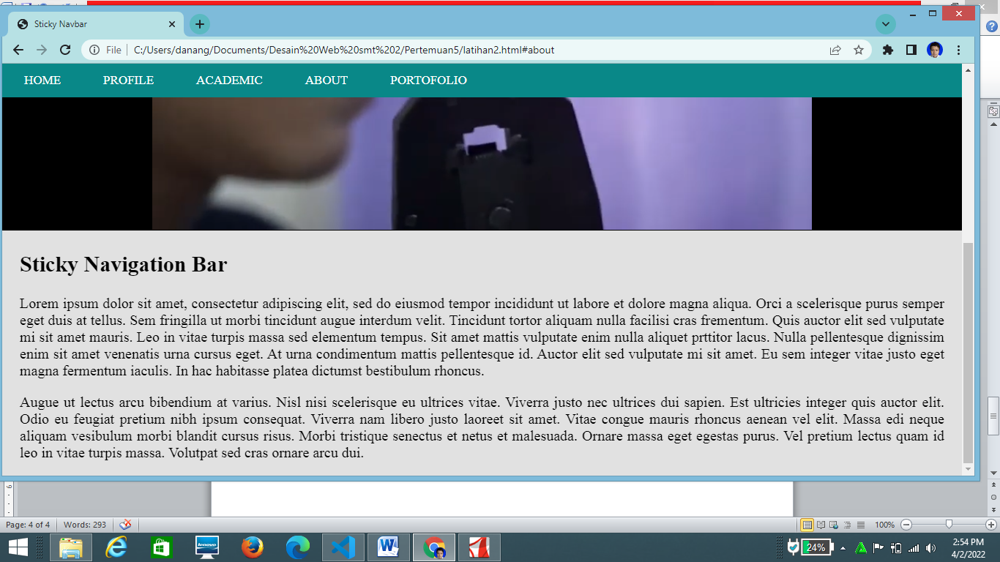 Sticky Navbar
File
C:/Users/danang/Documents/Desain%20Web%20smt%202/Pertemuan5/latihan2.html#about
HOME PROFILE ACADEMIC ABOUT PORTOFOLIO
Sticky Navigation Bar
Lorem ipsum dolor sit amet, consectetur adipiscing elit, sed do eiusmod tempor incididunt ut labore et dolore magna aliqua. Orci a scelerisque purus semper
eget duis at tellus. Sem fringilla ut morbi tincidunt augue interdum velit. Tincidunt tortor aliquam nulla facilisi cras frementum. Quis auctor elit sed vulputate
mi sit amet mauris. Leo in vitae turpis massa sed elementum tempus. Sit amet mattis vulputate enim nulla aliquet prttitor lacus. Nulla pellentesque dignissim
enim sit amet venenatis urna cursus eget. At urna condimentum mattis pellentesque id. Auctor elit sed vulputate mi sit amet. Eu sem integer vitae justo eget
magna fermentum iaculis. In hac habitasse platea dictumst bestibulum rhoncus.
Augue ut lectus arcu bibendium at varius. Nisl nisi scelerisque eu ultrices vitae. Viverra justo nec ultrices dui sapien. Est ultricies integer quis auctor elit.
Odio eu feugiat pretium nibh ipsum consequat. Viverra nam libero justo laoreet sit amet. Vitae congue mauris rhoncus aenean vel elit. Massa edi neque
aliquam vesibulum morbi blandit cursus risus. Morbi tristique senectus et netus et malesuada. Ornare massa eget egestas purus. Vel pretium lectus quam id
leo in vitae turpis massa. Volutpat sed cras ornare arcu dui.
Page: 4 of 4 Words: 293 100%
lenovo
24%
2:54 PM
4/2/2022